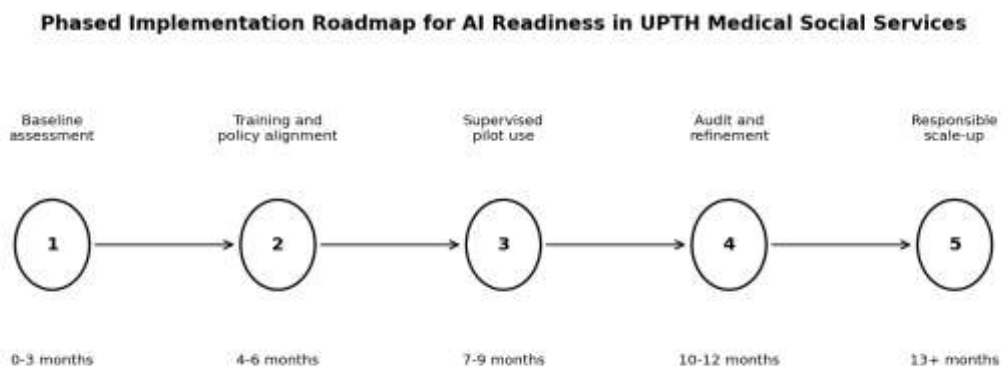 Phased Implementation Roadmap for AI Readiness in UPTH Medical Social Services
Baseline
assessment
Training and
policy alignment
Supervised
pilot use
Audit and
refinement
Responsible
scale-up
1
2
3
4
5
0-3 months
4-6 months
7-9 months
10-12 months
13+ months